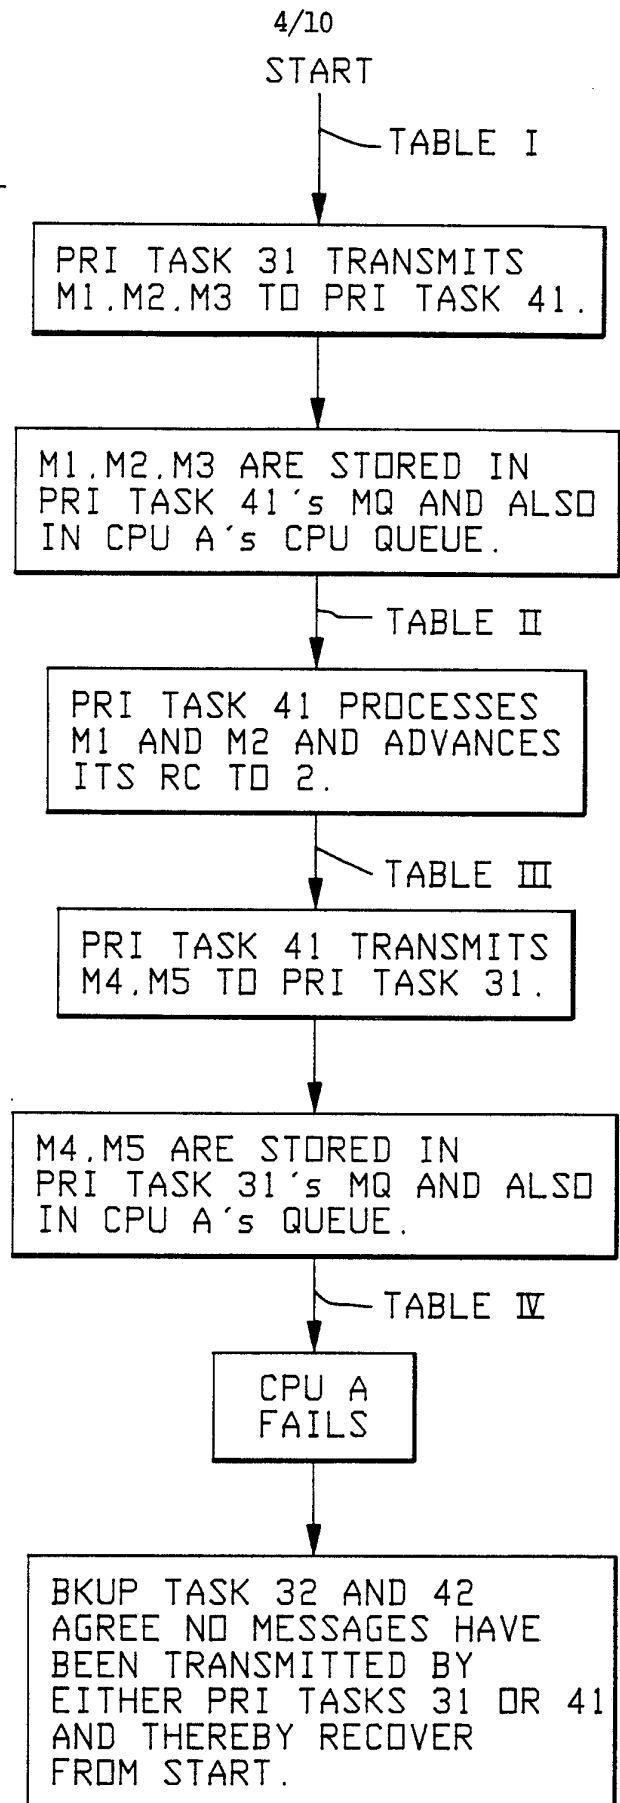 4/10
START
TABLE I
PRI TASK 31 TRANSMITS
M1.M2.M3 TO PRI TASK 41.
M1.M2.M3 ARE STORED IN
PRI TASK 41's MQ AND ALSO
IN CPU A's CPU QUEUE.
TABLE II
PRI TASK 41 PROCESSES
M1 AND M2 AND ADVANCES
ITS RC TO 2.
TABLE III
PRI TASK 41 TRANSMITS
M4.M5 TO PRI TASK 31.
M4.M5 ARE STORED IN
PRI TASK 31's MQ AND ALSO
IN CPU A's QUEUE.
TABLE IV
CPU A
FAILS
BKUP TASK 32 AND 42
AGREE NO MESSAGES HAVE
BEEN TRANSMITTED BY
EITHER PRI TASKS 31 OR 41
AND THEREBY RECOVER
FROM START.